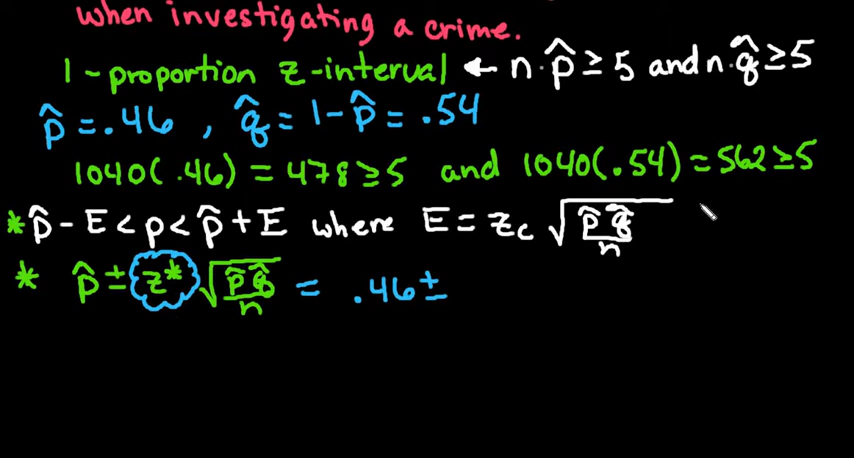 when investigating a crime.
1-proportion z-interval ← n·p̂ ≥ 5 and n·q̂ ≥ 5
p̂ = .46 , q̂ = 1 - p̂ = .54
1040(.46) = 478 ≥ 5 and 1040(.54) = 562 ≥ 5
* p̂ - E < p < p̂ + E where E = z_c √(p̂ q̂ / n)
* p̂ ± z* √(p̂ q̂ / n) = .46 ±